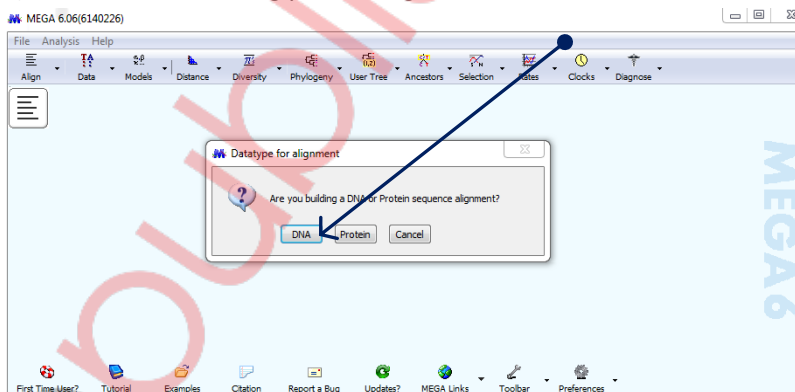 MEGA 6.06(6140226)
File Analysis Help
Align Data Models Distance Diversity Phylogeny User Tree Ancestors Selection Rates Clocks Diagnose
Datatype for alignment
Are you building a DNA or Protein sequence alignment?
DNA Protein Cancel
MEGA6
First Time User? Tutorial Examples Citation Report a Bug Updates? MEGA Links Toolbar Preferences